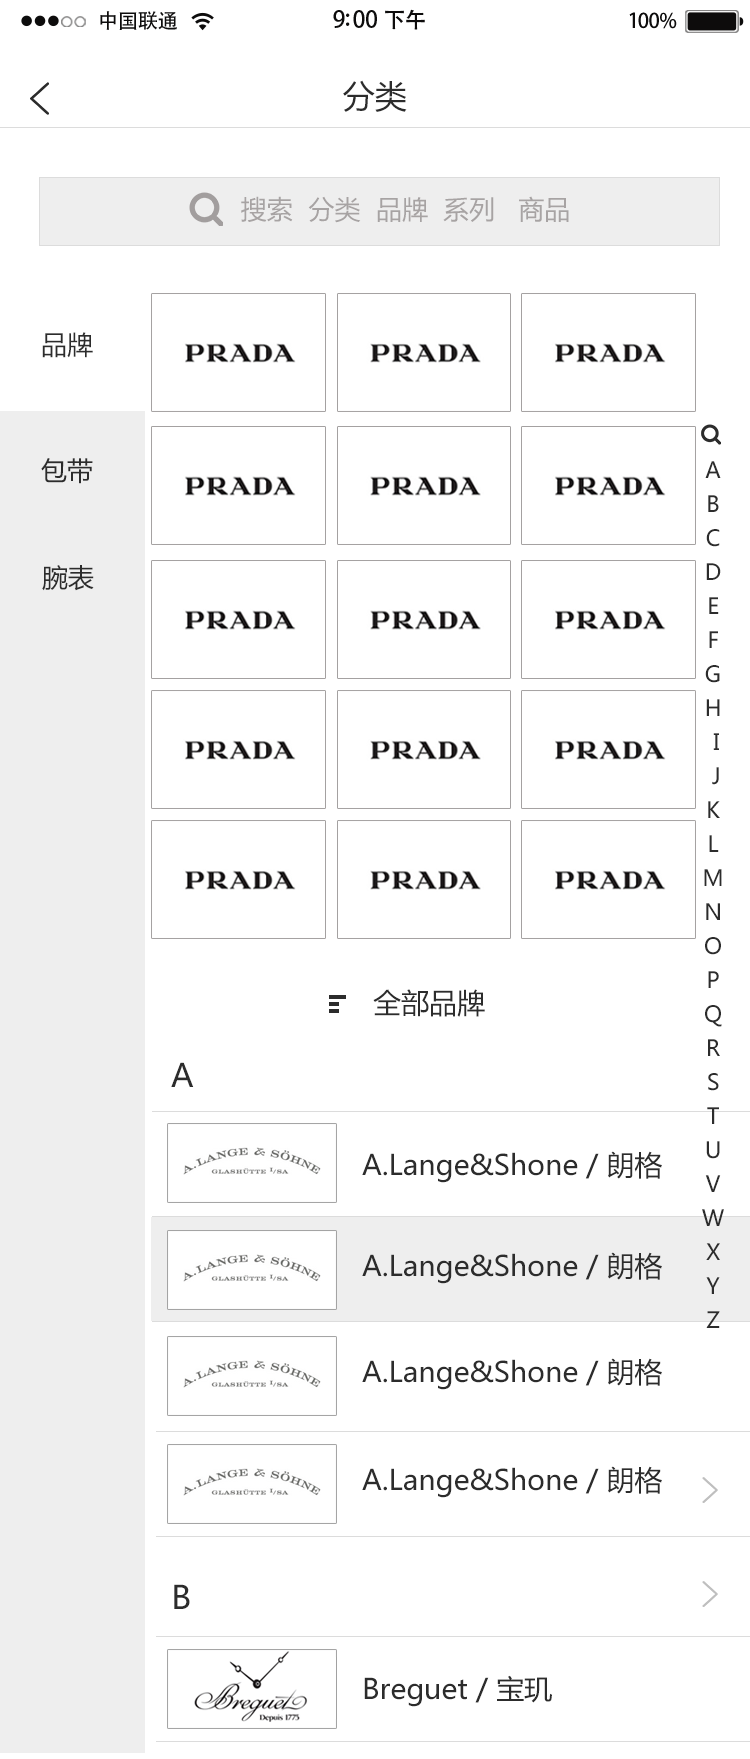 中国联通 9:00 下午 100%
分类
搜索 分类 品牌 系列 商品
品牌
包带
腕表
PRADA PRADA PRADA
PRADA PRADA PRADA
PRADA PRADA PRADA
PRADA PRADA PRADA
PRADA PRADA PRADA
A
B
C
D
E
F
G
H
I
J
K
L
M
N
O
P
Q
R
S
T
U
V
W
X
Y
Z
全部品牌
A
A.LANGE & SÖHNE
GLASHÜTTE I/SA
A.Lange&Shone / 朗格
A.LANGE & SÖHNE
GLASHÜTTE I/SA
A.Lange&Shone / 朗格
A.LANGE & SÖHNE
GLASHÜTTE I/SA
A.Lange&Shone / 朗格
A.LANGE & SÖHNE
GLASHÜTTE I/SA
A.Lange&Shone / 朗格
B
Breguet
Depuis 1775
Breguet / 宝玑